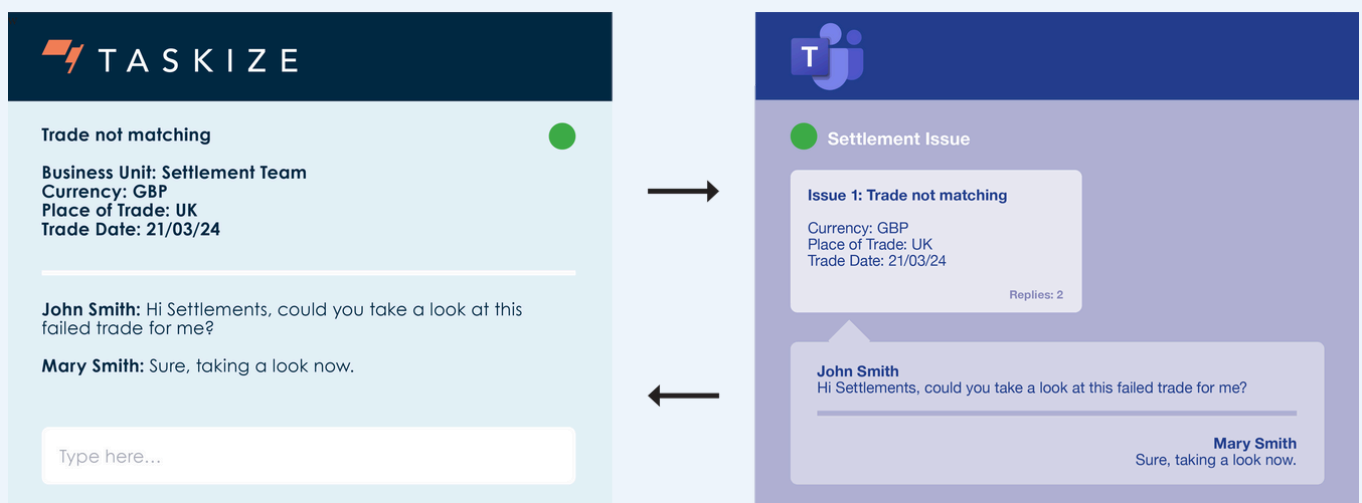 TASKIZE
Trade not matching
Business Unit: Settlement Team
Currency: GBP
Place of Trade: UK
Trade Date: 21/03/24
John Smith: Hi Settlements, could you take a look at this
failed trade for me?
Mary Smith: Sure, taking a look now.
Type here...
T
Settlement Issue
Issue 1: Trade not matching
Currency: GBP
Place of Trade: UK
Trade Date: 21/03/24
Replies: 2
John Smith
Hi Settlements, could you take a look at this failed trade for me?
Mary Smith
Sure, taking a look now.